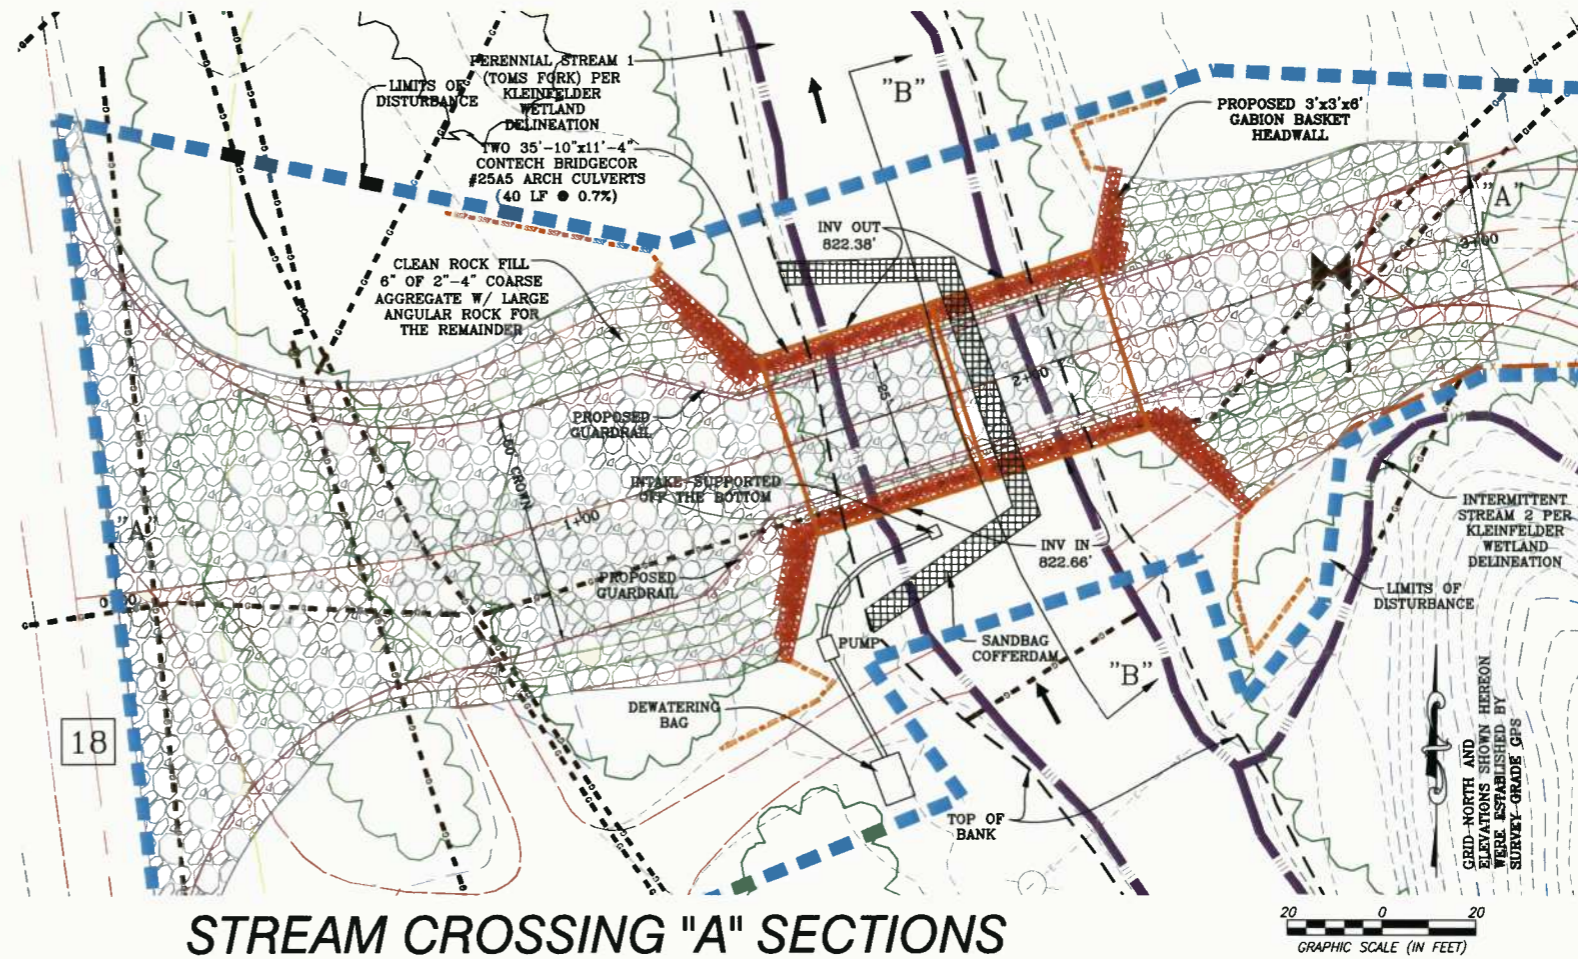 PERENNIAL STREAM 1
(TOMS FORK) PER
KLEINFELDER
WETLAND
DELINEATION
LIMITS OF
DISTURBANCE
TWO 35'-10"x11'-4"
CONTECH BRIDGECOR
#25A5 ARCH CULVERTS
(40 LF @ 0.7%)
"B"
PROPOSED 3'x3'x6'
GABION BASKET
HEADWALL
"A"
INV OUT
822.38'
CLEAN ROCK FILL
6" OF 2"-4" COARSE
AGGREGATE W/ LARGE
ANGULAR ROCK FOR
THE REMAINDER
PROPOSED
GUARDRAIL
25'
2+00
60' CROWN
INTAKE SUPPORTED
OFF THE BOTTOM
1+00
"A"
INTERMITTENT
STREAM 2 PER
KLEINFELDER
WETLAND
DELINEATION
INV IN
822.66'
PROPOSED
GUARDRAIL
LIMITS OF
DISTURBANCE
PUMP
SANDBAG
COFFERDAM
"B"
DEWATERING
BAG
18
TOP OF
BANK
GRID NORTH AND
ELEVATIONS SHOWN HEREON
WERE ESTABLISHED BY
SURVEY GRADE GPS
STREAM CROSSING "A" SECTIONS
20 0 20
GRAPHIC SCALE (IN FEET)